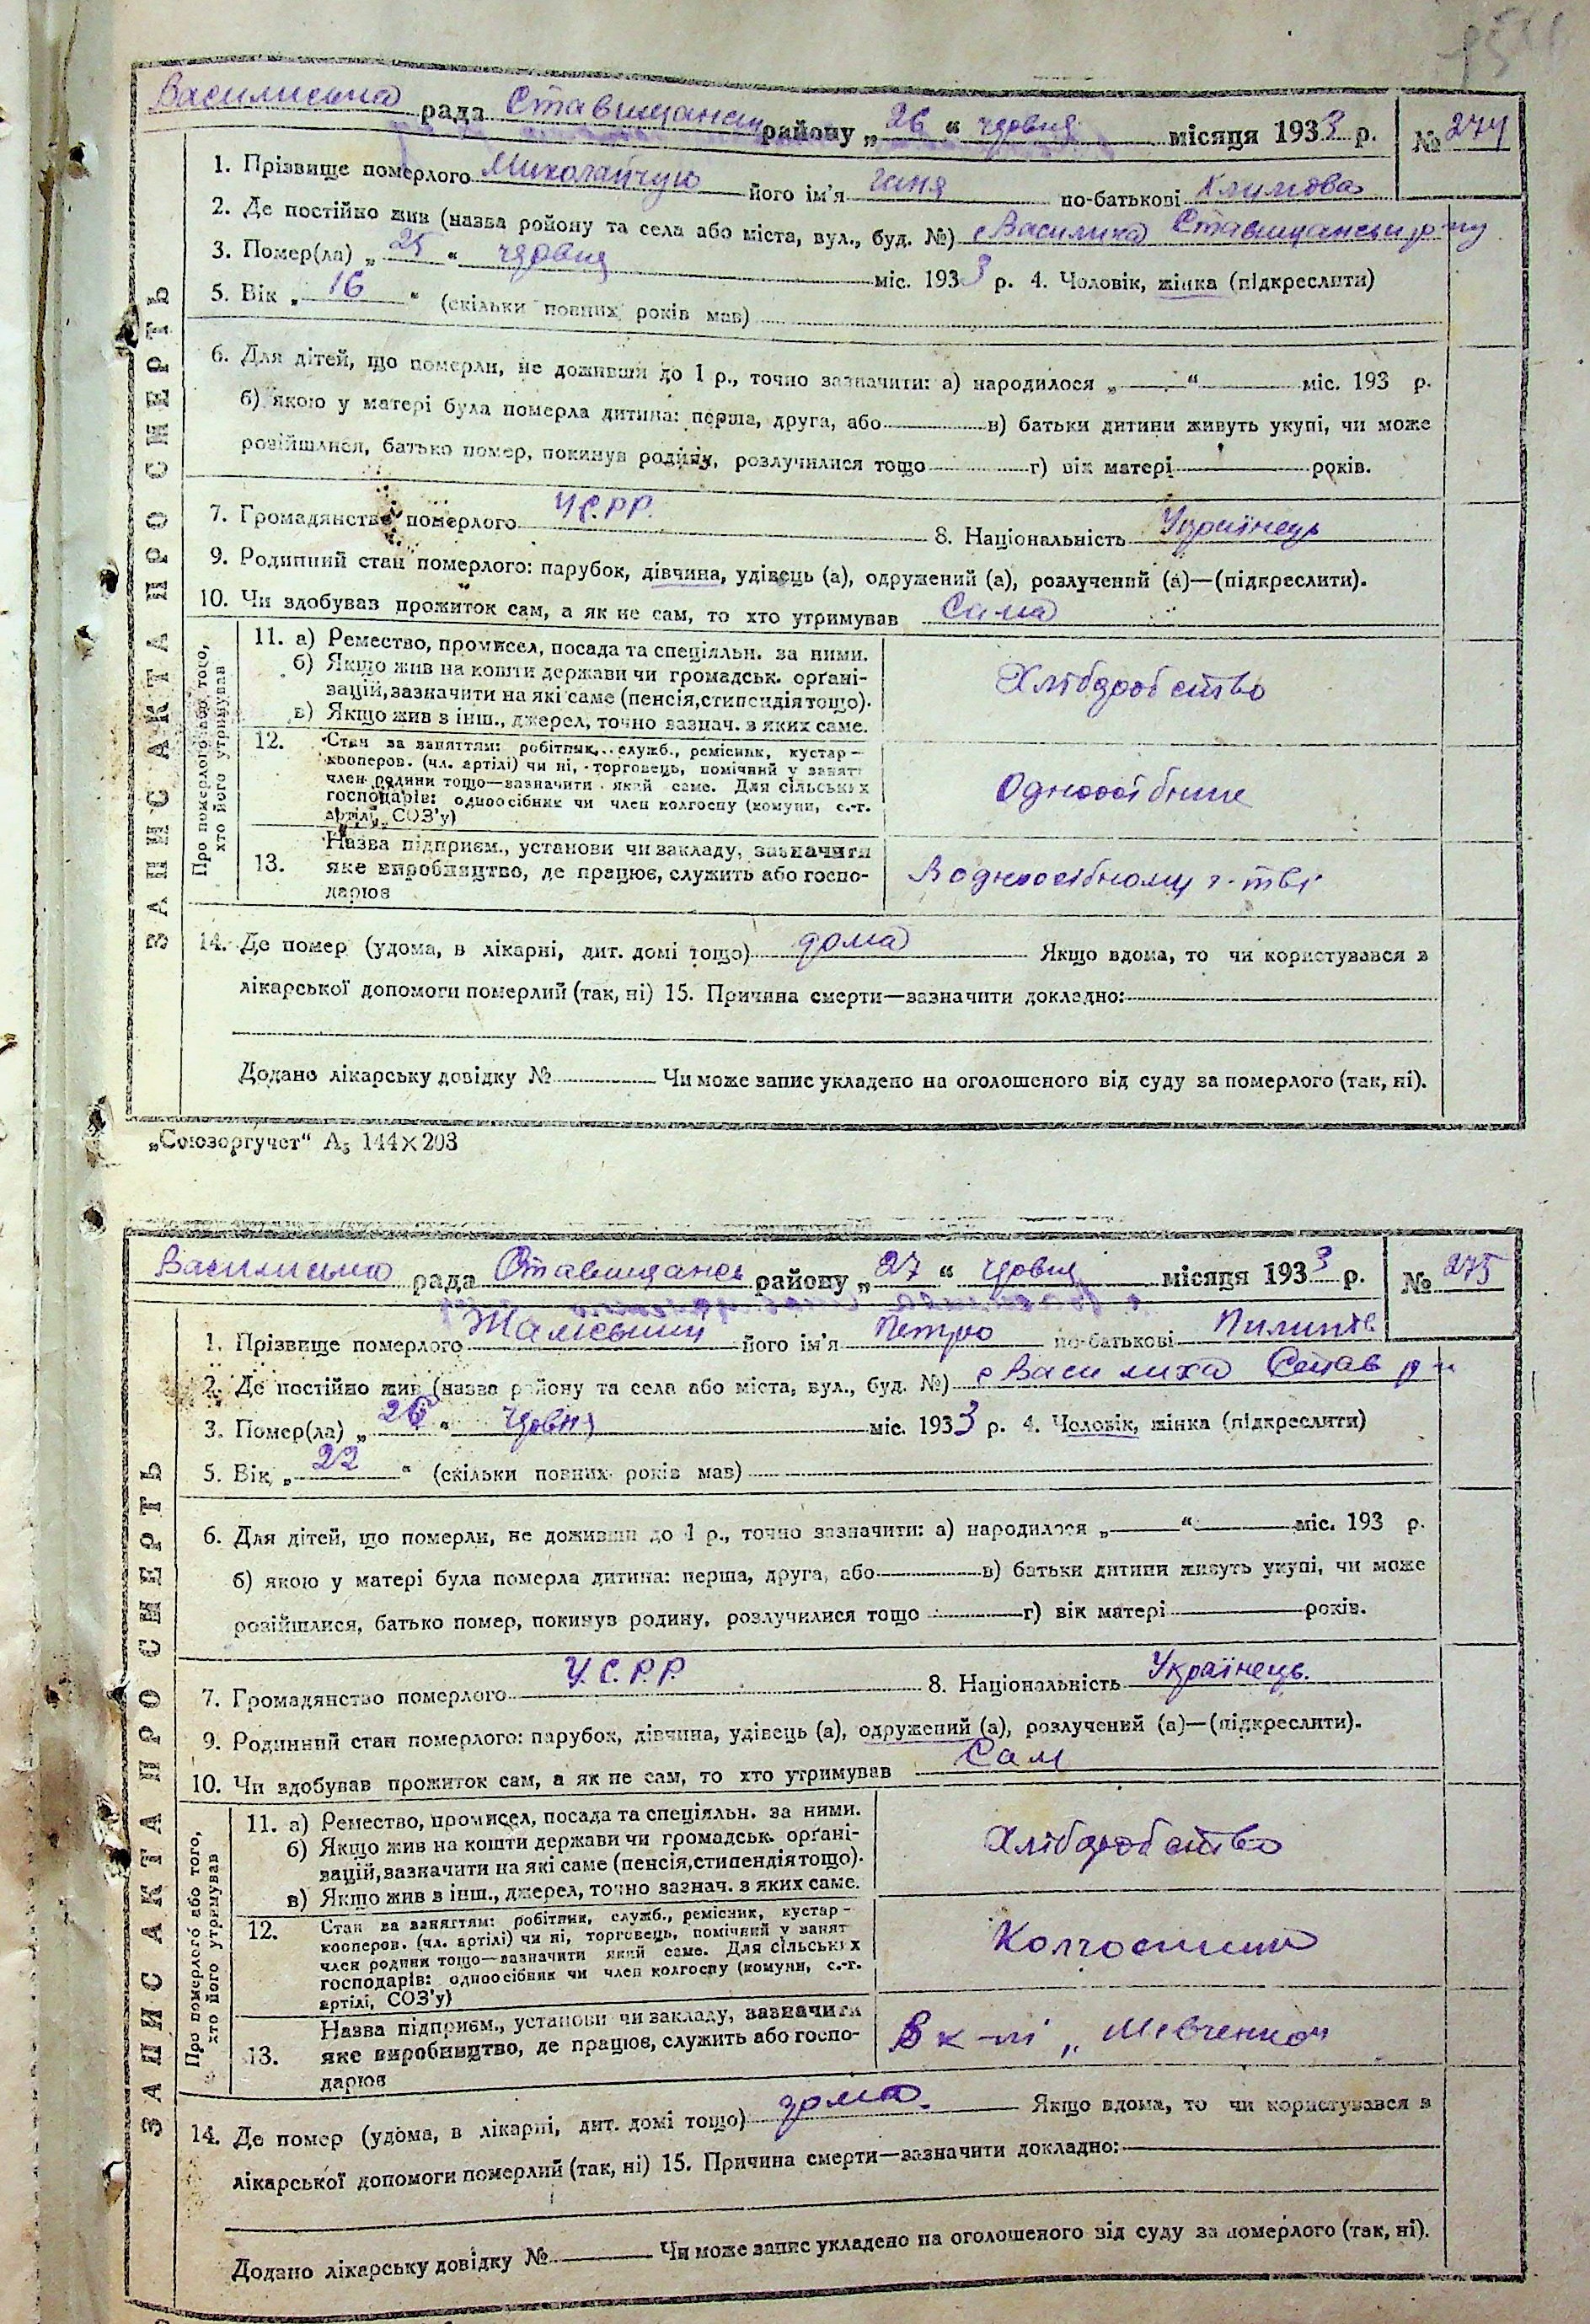 Василиська рада Ставищанськ району „26“ червня місяця 1933 р. № 274
1. Прізвище померлого Миколайчук його ім'я Ганя по-батькові Климова
2. Де постійно жив (назва району та села або міста, вул., буд. №) с Василиха Ставищанськ р-ну
3. Помер(ла) „25“ червня міс. 1933 р. 4. Чоловік, жінка (підкреслити)
5. Вік „16“ (скільки повних років мав)
6. Для дітей, що померли, не доживши до 1 р., точно зазначити: а) народилося „ “ міс. 193 р.
б) якою у матері була померла дитина: перша, друга, або в) батьки дитини живуть укупі, чи може
розійшлися, батько помер, покинув родину, розлучилися тощо г) вік матері років.
7. Громадянство померлого УСРР. 8. Національність Українець
9. Родинний стан померлого: парубок, дівчина, удівець (а), одружений (а), розлучений (а)—(підкреслити).
10. Чи здобував прожиток сам, а як не сам, то хто утримував Сама
ЗАПИС АКТА ПРО СМЕРТЬ
Про померлого або того, хто його утримував
11. а) Ремество, промисел, посада та спеціяльн. за ними.
б) Якщо жив на кошти держави чи громадськ. орґані-
зацій, зазначити на які саме (пенсія, стипендія тощо).
в) Якщо жив з інш., джерел, точно зазнач. з яких саме.
Хліборобство
12. Стан за заняттям: робітник, служб., ремісник, кустар—
кооперов. (чл. артілі) чи ні, торговець, помічний у занят
член родини тощо—зазначити який саме. Для сільських
господарів: одноосібник чи член колгоспу (комуни, с.-г.
артілі, СОЗ'у)
Одноосібниця
13. Назва підприєм., установи чи закладу, зазначити
яке виробництво, де працює, служить або госпо-
дарює
В одноосібному г-тві
14. Де помер (удома, в лікарні, дит. домі тощо) дома Якщо вдома, то чи користувався з
лікарської допомоги померлий (так, ні) 15. Причина смерти—зазначити докладно:
Додано лікарську довідку № Чи може запис укладено на оголошеного від суду за померлого (так, ні).
„Союзоргучет“ А5 144×203
Василиська рада Ставищанськ району „27“ червня місяця 1933 р. № 275
1. Прізвище померлого його ім'я Петро по-батькові Пилипів
2. Де постійно жив (назва району та села або міста, вул., буд. №) с Василиха Став р-н
3. Помер(ла) „26“ червня міс. 1933 р. 4. Чоловік, жінка (підкреслити)
5. Вік „22“ (скільки повних років мав)
6. Для дітей, що померли, не доживши до 1 р., точно зазначити: а) народилося „ “ міс. 193 р.
б) якою у матері була померла дитина: перша, друга, або в) батьки дитини живуть укупі, чи може
розійшлися, батько помер, покинув родину, розлучилися тощо г) вік матері років.
7. Громадянство померлого У.С.Р.Р. 8. Національність Українець.
9. Родинний стан померлого: парубок, дівчина, удівець (а), одружений (а), розлучений (а)—(підкреслити).
10. Чи здобував прожиток сам, а як не сам, то хто утримував Сам
ЗАПИС АКТА ПРО СМЕРТЬ
Про померлого або того, хто його утримував
11. а) Ремество, промисел, посада та спеціяльн. за ними.
б) Якщо жив на кошти держави чи громадськ. орґані-
зацій, зазначити на які саме (пенсія, стипендія тощо).
в) Якщо жив з інш., джерел, точно зазнач. з яких саме.
Хліборобство
12. Стан за заняттям: робітник, служб., ремісник, кустар—
кооперов. (чл. артілі) чи ні, торговець, помічний у занят
член родини тощо—зазначити який саме. Для сільських
господарів: одноосібник чи член колгоспу (комуни, с.-г.
артілі, СОЗ'у)
Колгоспник
13. Назва підприєм., установи чи закладу, зазначити
яке виробництво, де працює, служить або госпо-
дарює
В к-пі „Шевченко“
14. Де помер (удома, в лікарні, дит. домі тощо) дома. Якщо вдома, то чи користувався з
лікарської допомоги померлий (так, ні) 15. Причина смерти—зазначити докладно:
Додано лікарську довідку № Чи може запис укладено на оголошеного від суду за померлого (так, ні).